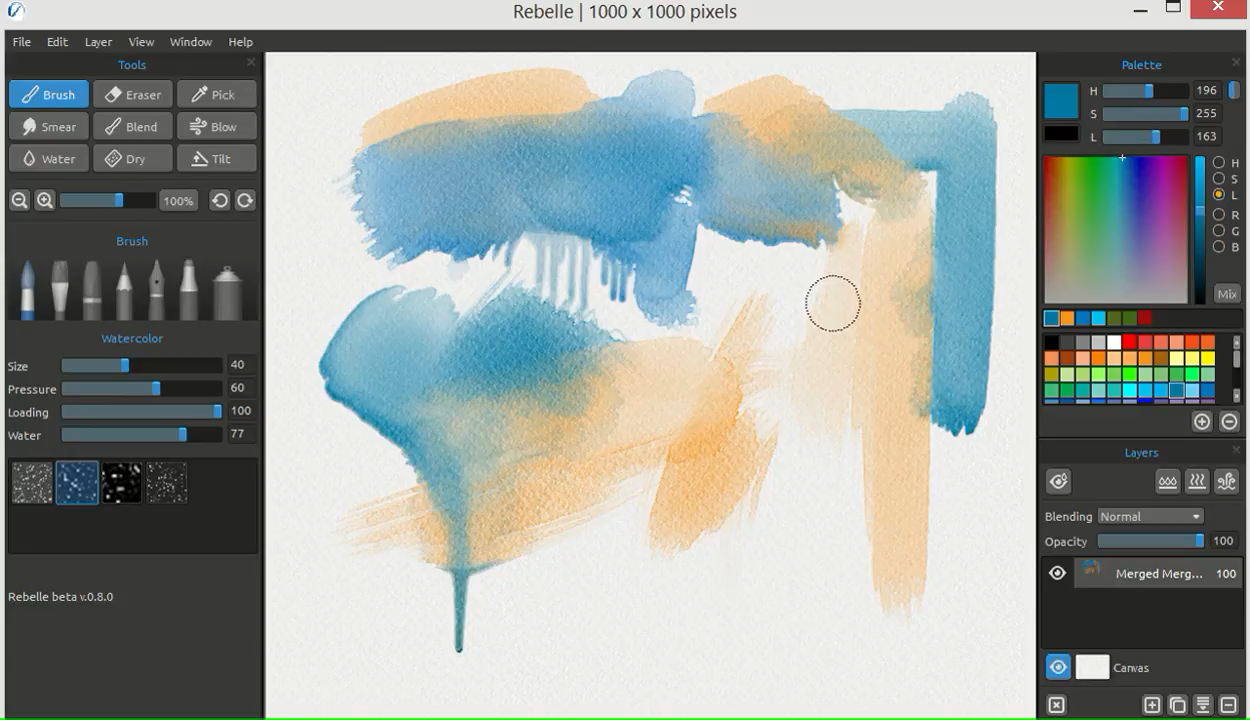 Rebelle | 1000 x 1000 pixels
File Edit Layer View Window Help
Tools
Brush Eraser Pick
Smear Blend Blow
Water Dry Tilt
100%
Brush
Watercolor
Size 40
Pressure 60
Loading 100
Water 77
Rebelle beta v.0.8.0
Palette
H 196
S 255
L 163
H
S
L
R
G
B
Mix
Layers
Blending Normal
Opacity 100
Merged Merg... 100
Canvas